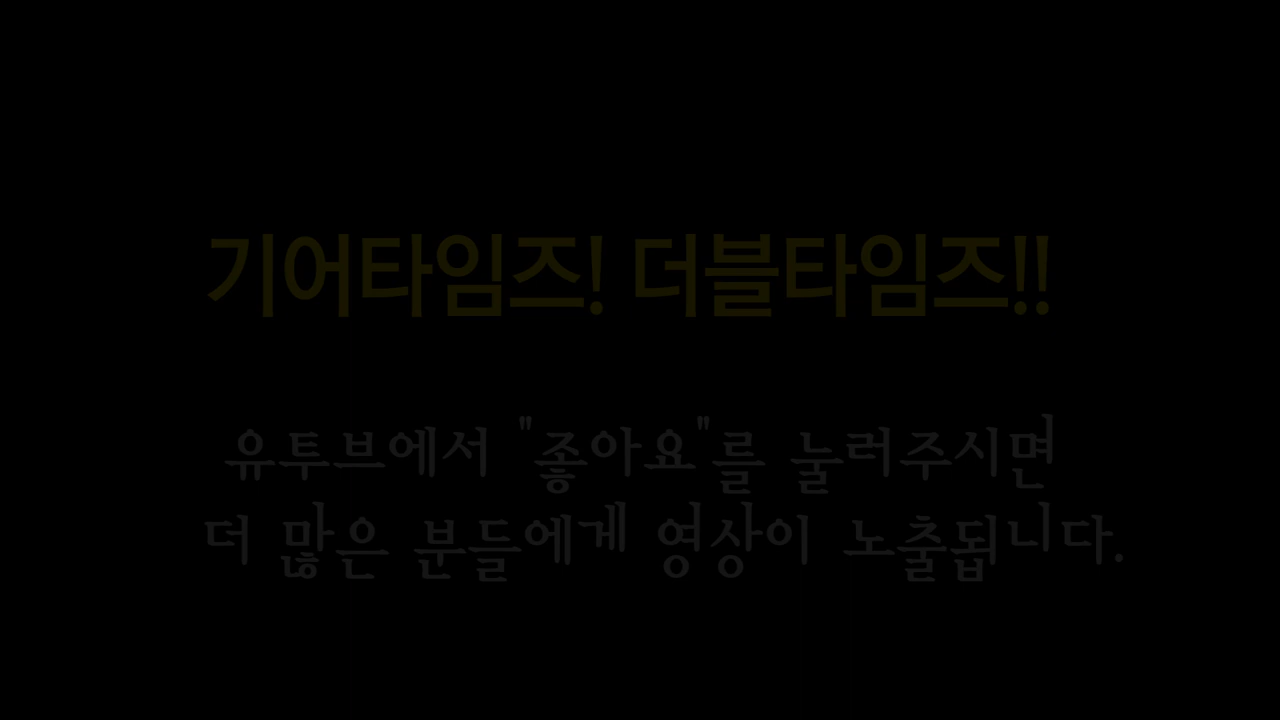 기어타임즈! 더블타임즈!!
유투브에서 "좋아요"를 눌러주시면
더 많은 분들에게 영상이 노출됩니다.